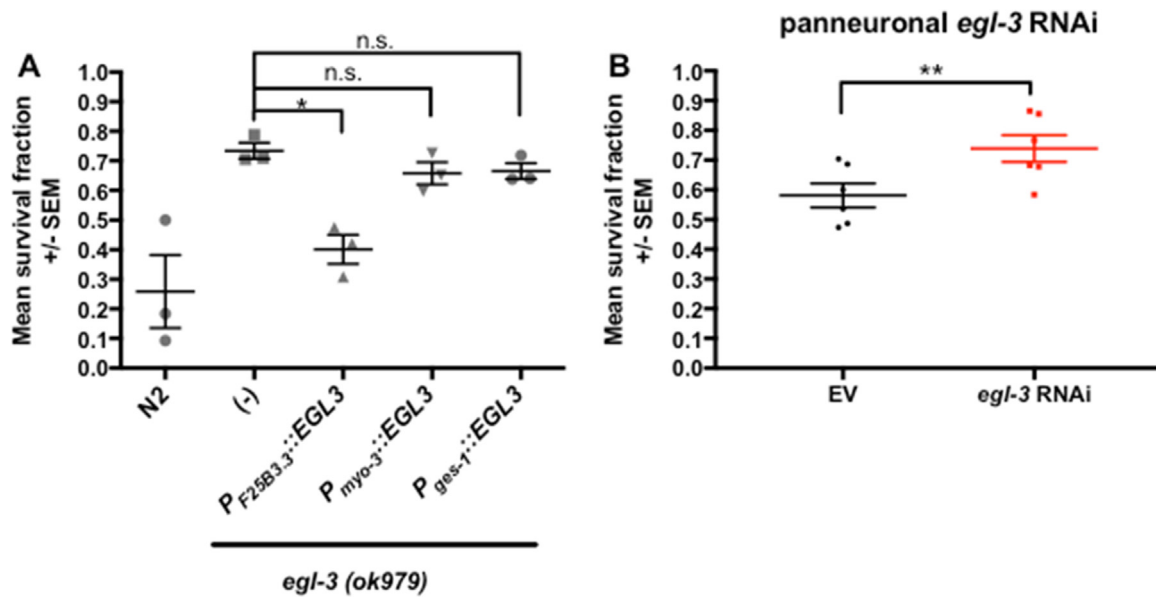 panneuronal egl-3 RNAi
A
n.s.
n.s.
*
Mean survival fraction
+/- SEM
1.0
0.9
0.8
0.7
0.6
0.5
0.4
0.3
0.2
0.1
0.0
N2
(-)
P F25B3.3::EGL3
P myo-3::EGL3
P ges-1::EGL3
egl-3 (ok979)
B
**
Mean survival fraction
+/- SEM
1.0
0.9
0.8
0.7
0.6
0.5
0.4
0.3
0.2
0.1
0.0
EV
egl-3 RNAi